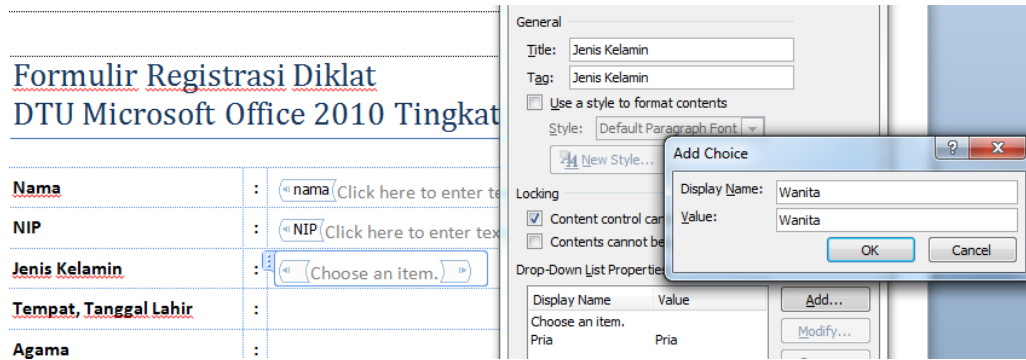 Formulir Registrasi Diklat
DTU Microsoft Office 2010 Tingkat
Nama : nama Click here to enter te
NIP : NIP Click here to enter tex
Jenis Kelamin : Choose an item.
Tempat, Tanggal Lahir :
Agama :
General
Title: Jenis Kelamin
Tag: Jenis Kelamin
Use a style to format contents
Style: Default Paragraph Font
New Style...
Locking
Content control can
Contents cannot be
Drop-Down List Propertie
Display Name Value
Choose an item.
Pria Pria
Add...
Modify...
Add Choice
Display Name: Wanita
Value: Wanita
OK Cancel